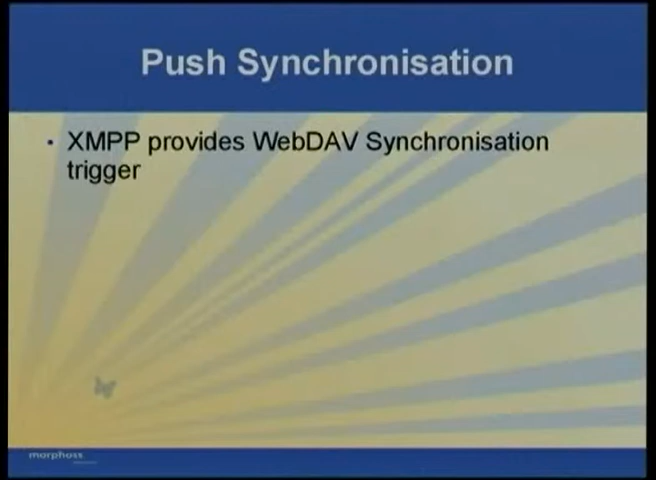 Push Synchronisation
• XMPP provides WebDAV Synchronisation
trigger
morphoss